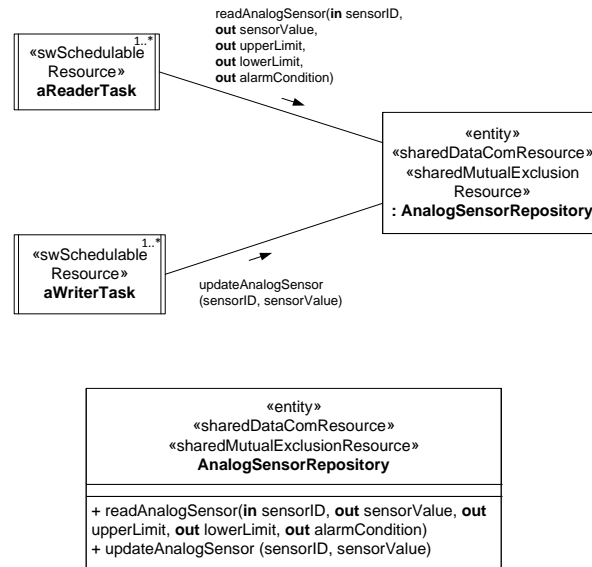 readAnalogSensor(in sensorID,
out sensorValue,
out upperLimit,
out lowerLimit,
out alarmCondition)
1..*
«swSchedulable
Resource»
aReaderTask
«entity»
«sharedDataComResource»
«sharedMutualExclusion
Resource»
: AnalogSensorRepository
1..*
«swSchedulable
Resource»
aWriterTask
updateAnalogSensor
(sensorID, sensorValue)
«entity»
«sharedDataComResource»
«sharedMutualExclusionResource»
AnalogSensorRepository
+ readAnalogSensor(in sensorID, out sensorValue, out
upperLimit, out lowerLimit, out alarmCondition)
+ updateAnalogSensor (sensorID, sensorValue)